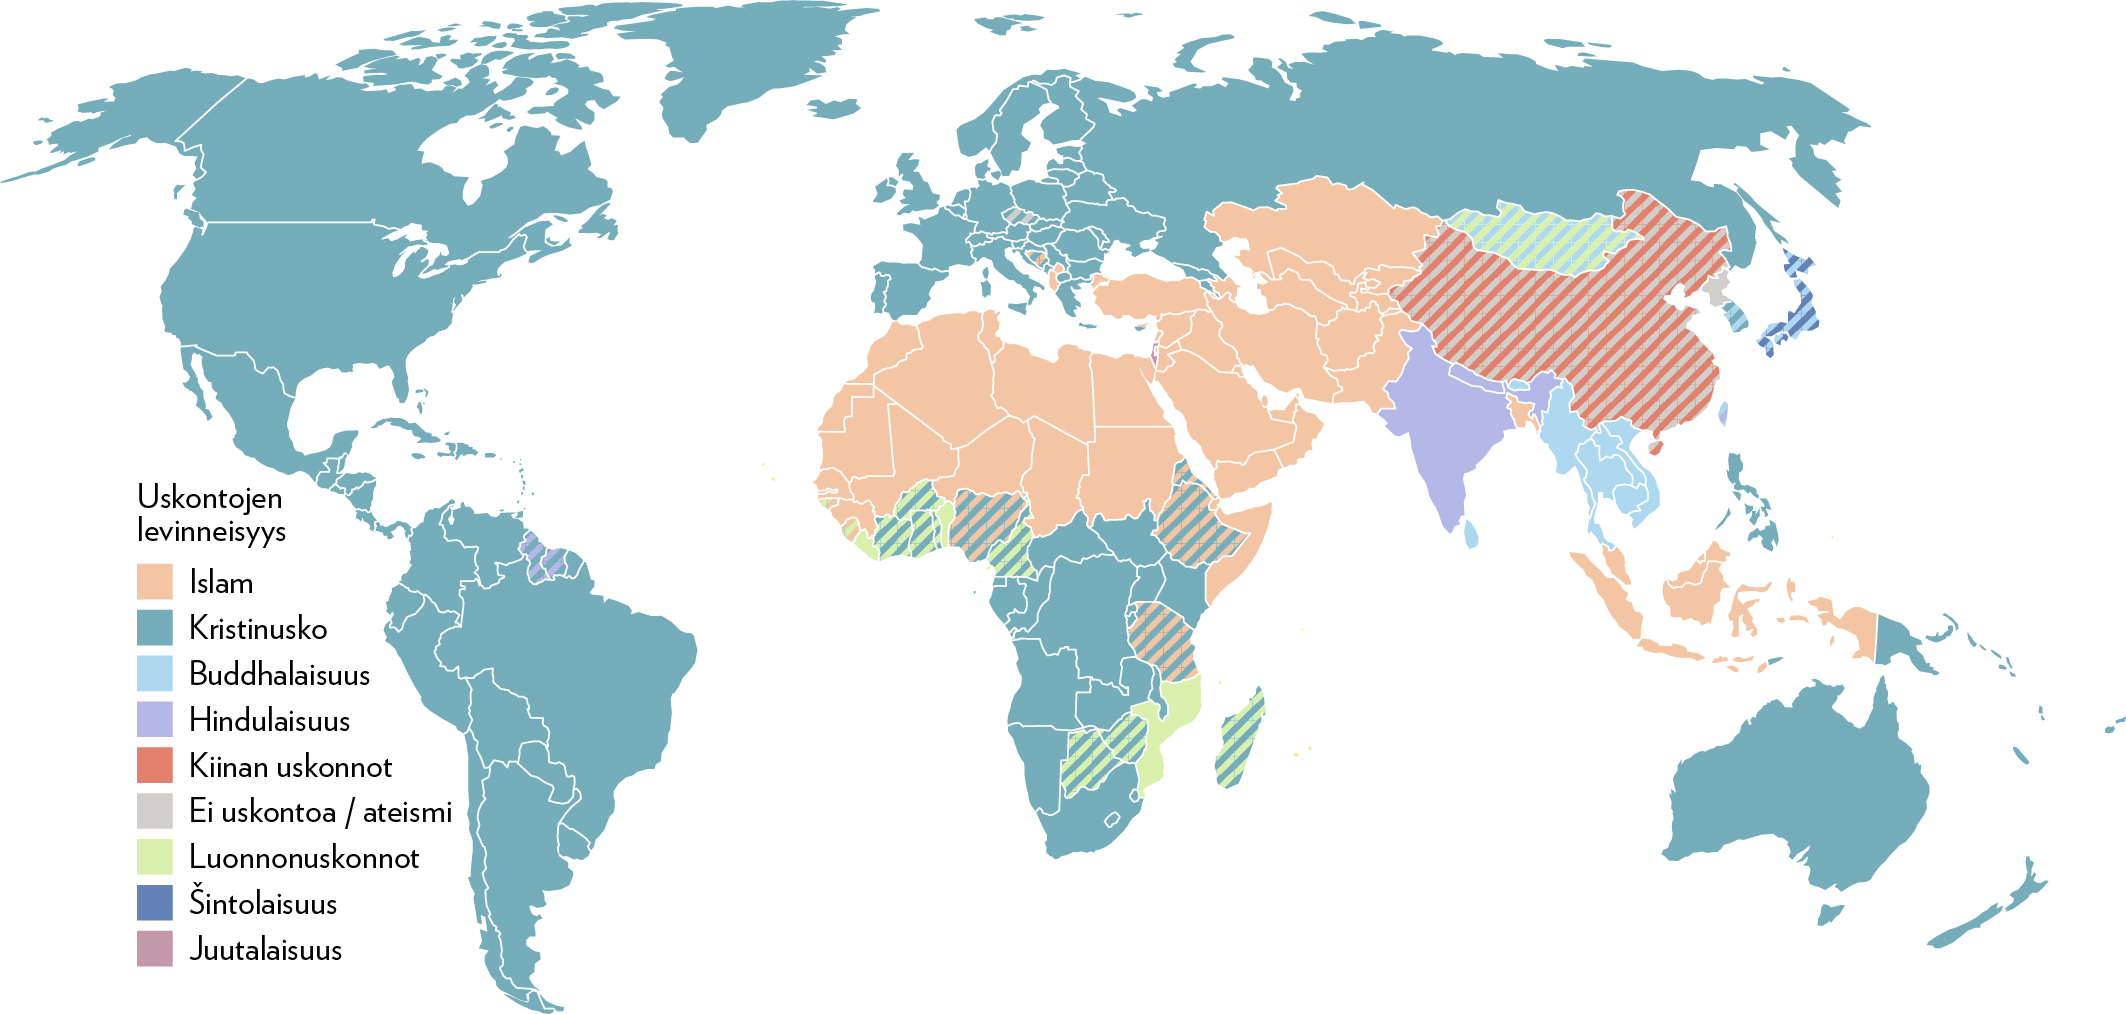 Uskontojen
levinneisyys
Islam
Kristinusko
Buddhalaisuus
Hindulaisuus
Kiinan uskonnot
Ei uskontoa / ateismi
Luonnonuskonnot
Šintolaisuus
Juutalaisuus